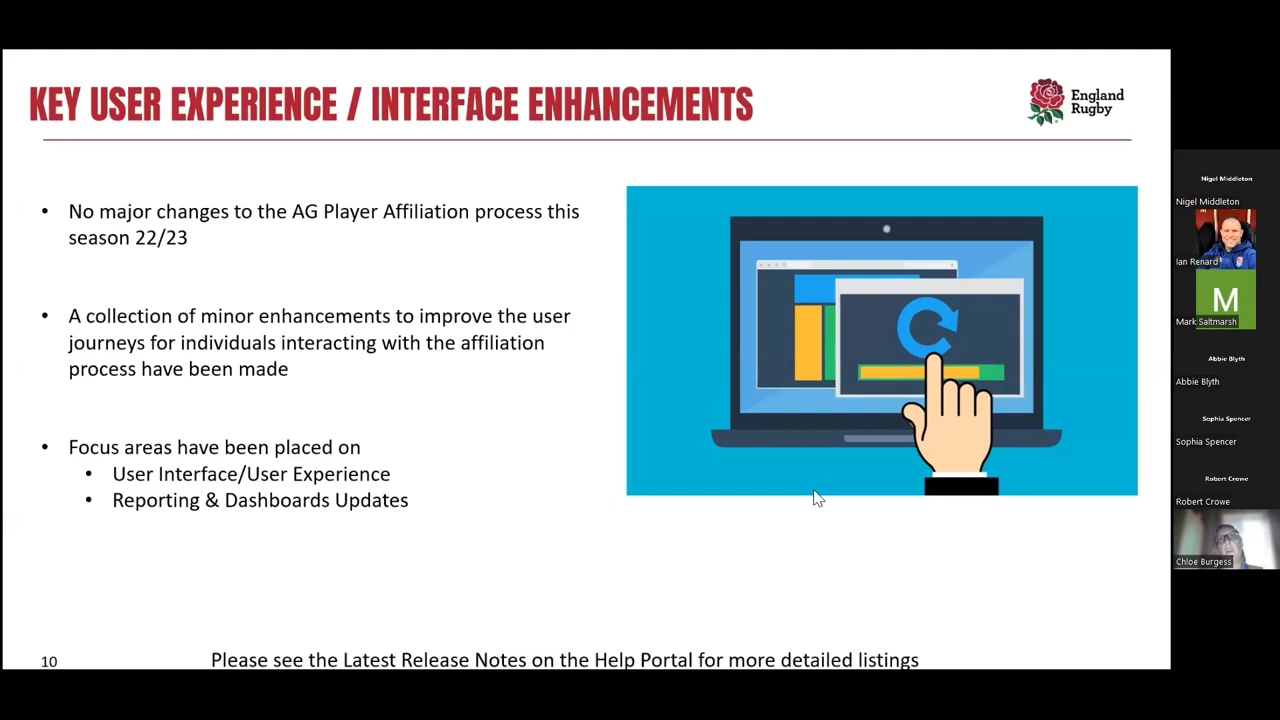 KEY USER EXPERIENCE / INTERFACE ENHANCEMENTS
England
Rugby
• No major changes to the AG Player Affiliation process this
season 22/23
• A collection of minor enhancements to improve the user
journeys for individuals interacting with the affiliation
process have been made
• Focus areas have been placed on
• User Interface/User Experience
• Reporting & Dashboards Updates
10
Please see the Latest Release Notes on the Help Portal for more detailed listings
Nigel Middleton
Nigel Middleton
Ian Renard
M
Mark Saltmarsh
Abbie Blyth
Abbie Blyth
Sophia Spencer
Sophia Spencer
Robert Crowe
Robert Crowe
Chloe Burgess